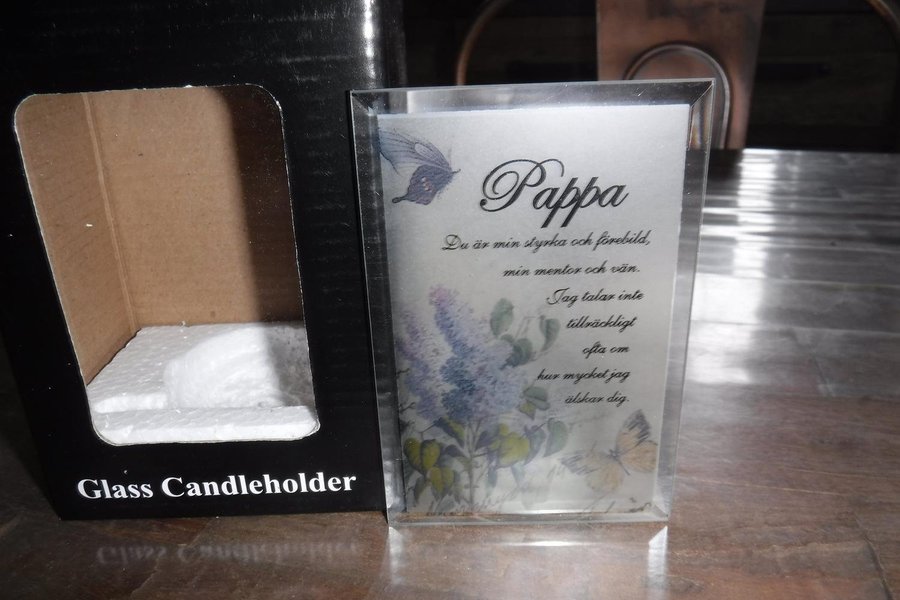 Pappa
Du är min styrka och förebild,
min mentor och vän.
Jag talar inte
tillräckligt
ofta om
hur mycket jag
älskar dig.
Glass Candleholder